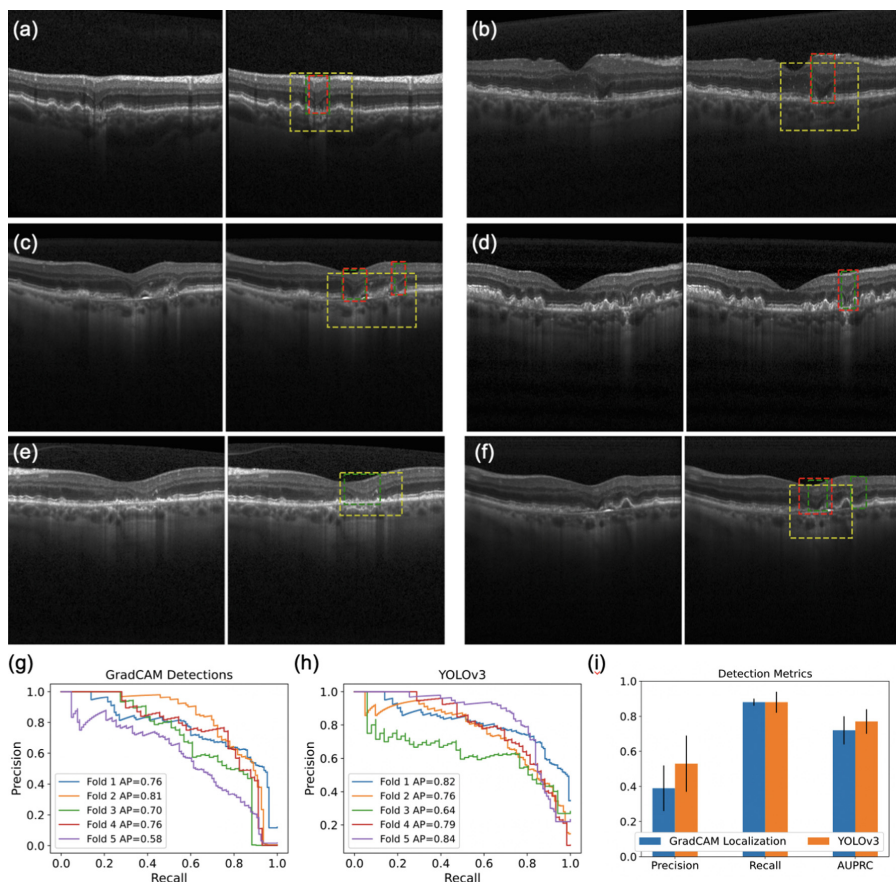 (a)
(b)
(c)
(d)
(e)
(f)
(g)
GradCAM Detections
1.0
0.8
0.6
0.4
0.2
0.0
Precision
Fold 1 AP=0.76
Fold 2 AP=0.81
Fold 3 AP=0.70
Fold 4 AP=0.76
Fold 5 AP=0.58
0.0 0.2 0.4 0.6 0.8 1.0
Recall
(h)
YOLOv3
1.0
0.8
0.6
0.4
0.2
Precision
Fold 1 AP=0.82
Fold 2 AP=0.76
Fold 3 AP=0.64
Fold 4 AP=0.79
Fold 5 AP=0.84
0.0 0.2 0.4 0.6 0.8 1.0
Recall
(i)
Detection Metrics
1.0
0.8
0.6
0.4
0.2
0.0
GradCAM Localization YOLOv3
Precision Recall AUPRC